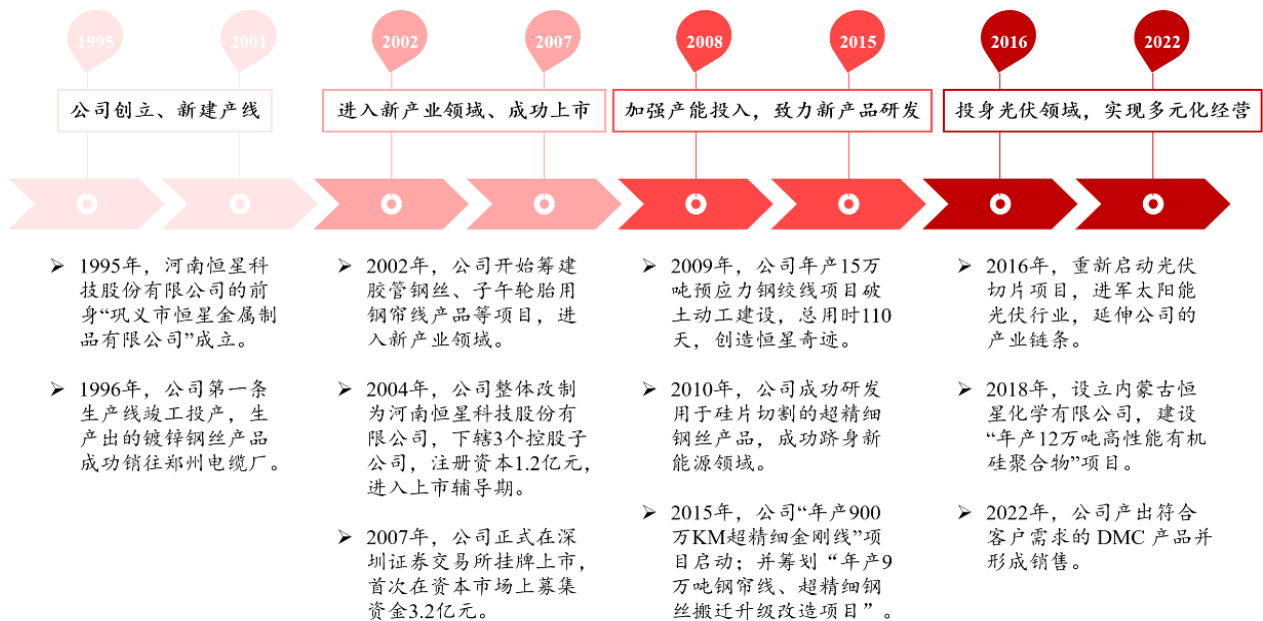 1995
2001
2002
2007
2008
2015
2016
2022
公司创立、新建产线
进入新产业领域、成功上市
加强产能投入，致力新产品研发
投身光伏领域，实现多元化经营
1995年，河南恒星科
技股份有限公司的前
身“巩义市恒星金属制
品有限公司”成立。
1996年，公司第一条
生产线竣工投产，生
产出的镀锌钢丝产品
成功销往郑州电缆厂。
2002年，公司开始筹建
胶管钢丝、子午轮胎用
钢帘线产品等项目，进
入新产业领域。
2004年，公司整体改制
为河南恒星科技股份有
限公司，下辖3个控股子
公司，注册资本1.2亿元，
进入上市辅导期。
2007年，公司正式在深
圳证券交易所挂牌上市，
首次在资本市场上募集
资金3.2亿元。
2009年，公司年产15万
吨预应力钢绞线项目破
土动工建设，总用时110
天，创造恒星奇迹。
2010年，公司成功研发
用于硅片切割的超精细
钢丝产品，成功跻身新
能源领域。
2015年，公司“年产900
万KM超精细金刚线”项
目启动；并筹划“年产9
万吨钢帘线、超精细钢
丝搬迁升级改造项目”。
2016年，重新启动光伏
切片项目，进军太阳能
光伏行业，延伸公司的
产业链条。
2018年，设立内蒙古恒
星化学有限公司，建设
“年产12万吨高性能有机
硅聚合物”项目。
2022年，公司产出符合
客户需求的 DMC 产品并
形成销售。